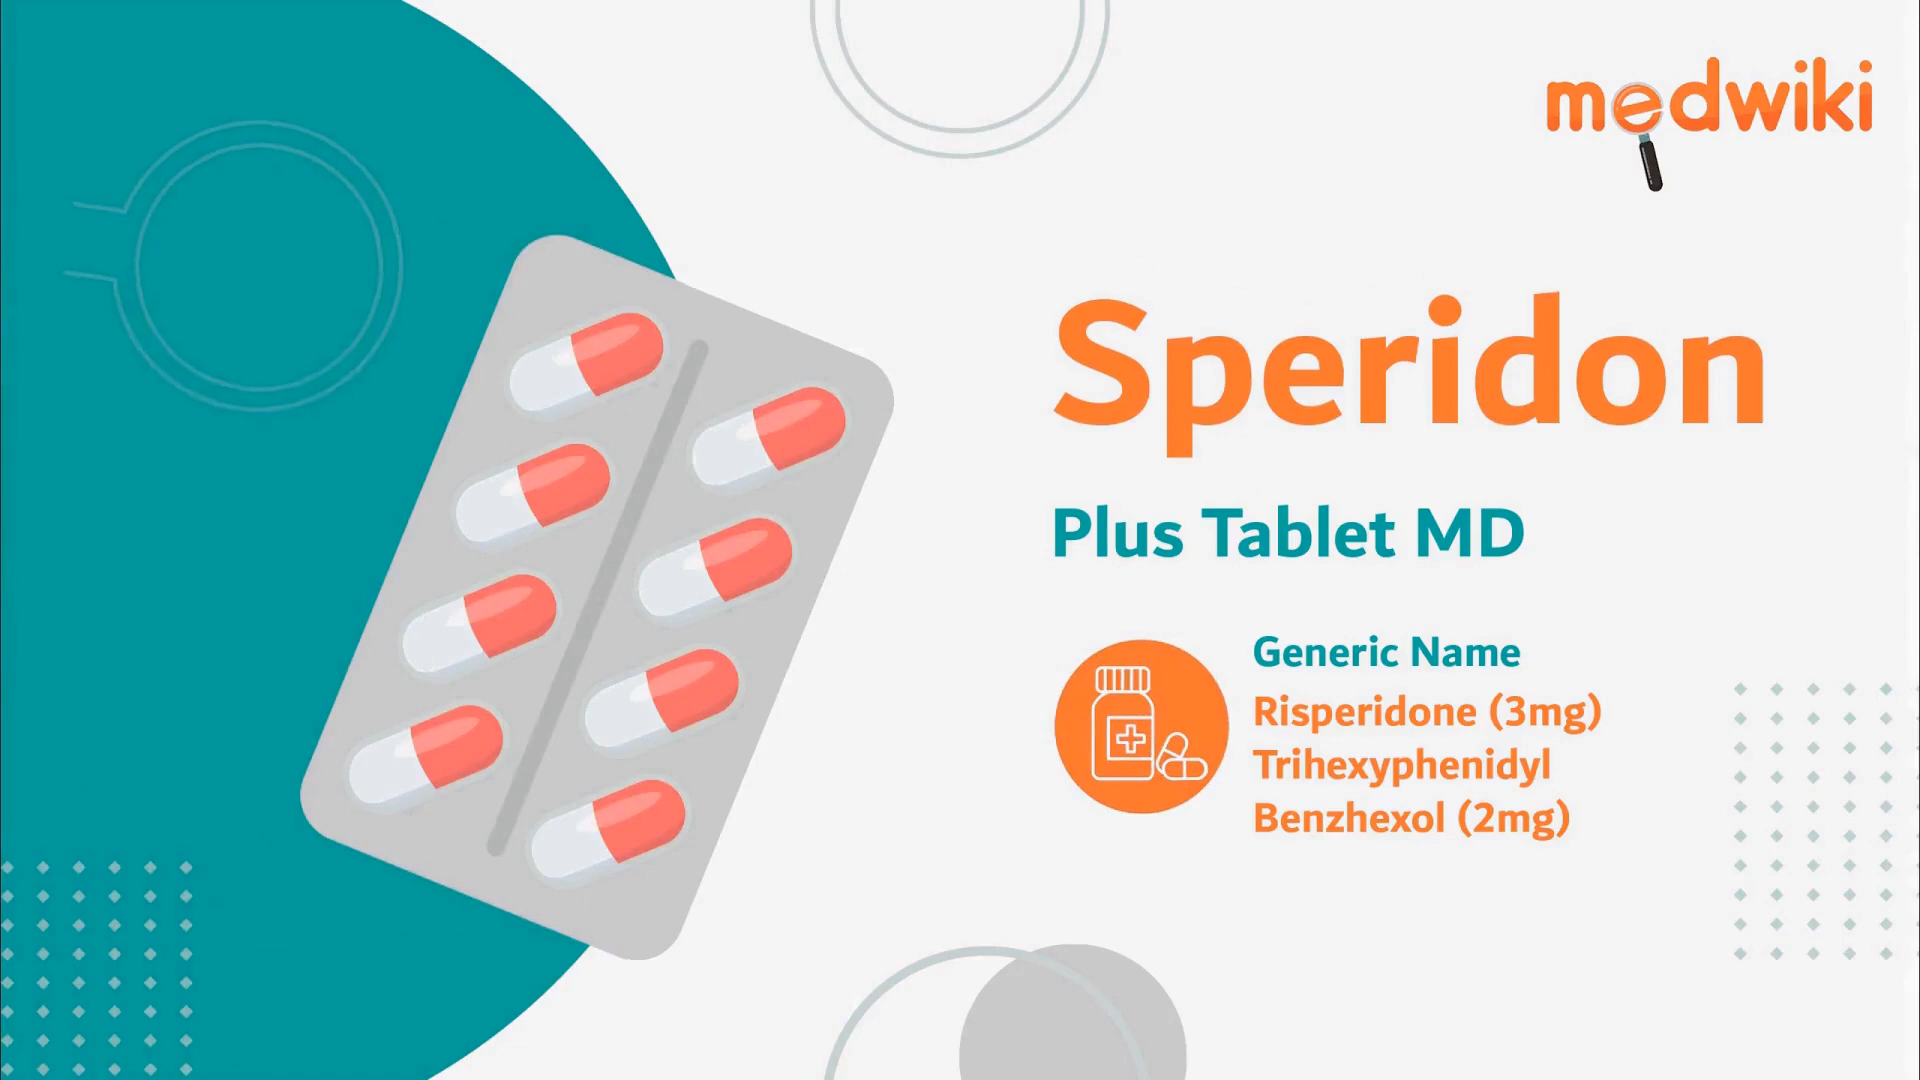 medwiki
Speridon
Plus Tablet MD
Generic Name
Risperidone (3mg)
Trihexyphenidyl
Benzhexol (2mg)